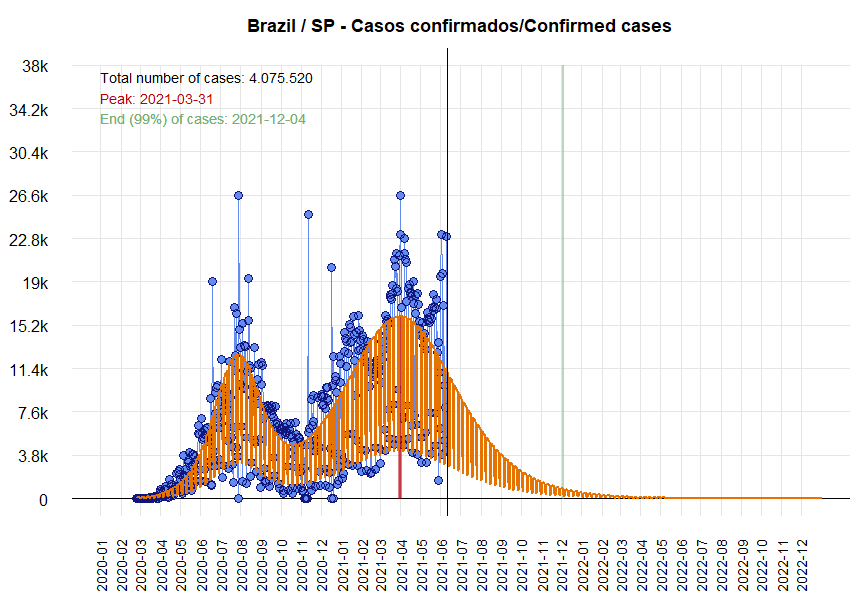 Brazil / SP - Casos confirmados/Confirmed cases
38k
Total number of cases: 4.075.520
Peak: 2021-03-31
34.2k
End (99%) of cases: 2021-12-04
30.4k
26.6k
22.8k
19k
15.2k
11.4k
7.6k
3.8k
0
2020-01
2020-02
2020-03
2020-04
2020-05
2020-06
2020-07
2020-08
2020-09
2020-10
2020-11
2020-12
2021-01
2021-02
2021-03
2021-04
2021-05
2021-06
2021-07
2021-08
2021-09
2021-10
2021-11
2021-12
2022-01
2022-02
2022-03
2022-04
2022-05
2022-06
2022-07
2022-08
2022-09
2022-10
2022-11
2022-12